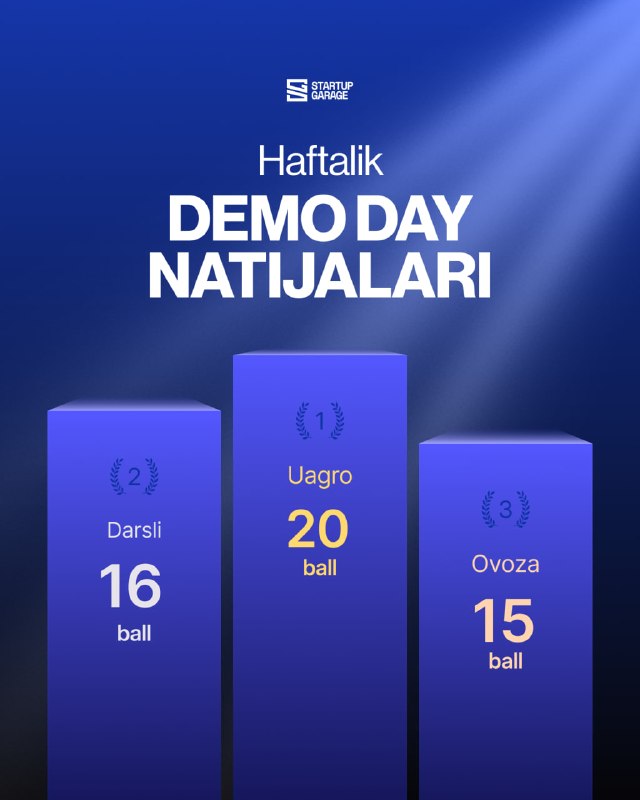 STARTUP
GARAGE
Haftalik
DEMO DAY
NATIJALARI
1
Uagro
20
ball
2
Darsli
16
ball
3
Ovoza
15
ball